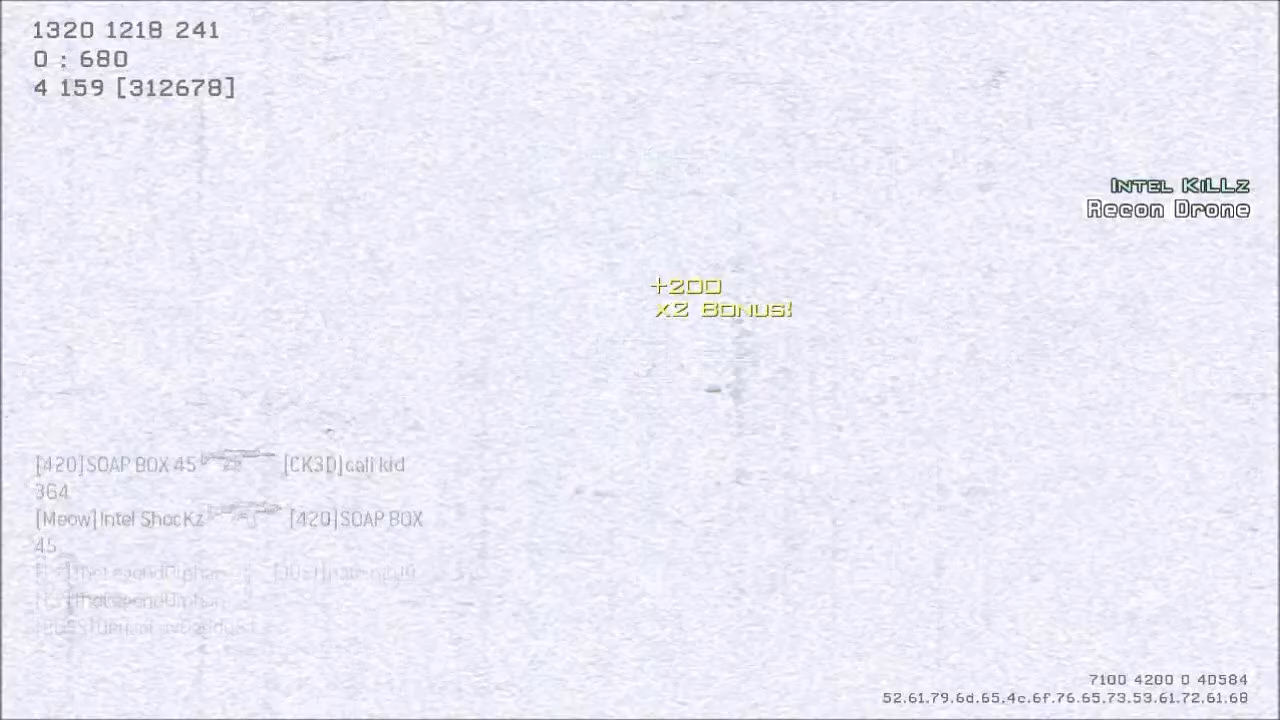 1320 1218 241
0 : 680
4 159 [312678]
INTEL KiLLz
Recon Drone
+200
x2 BONUS!
[420]SOAP BOX 45 [CK3D]cali kid
364
[Meow]Intel ShocKz [420]SOAP BOX
45
7100 4200 0 4D584
52.61.79.6d.65.4c.6f.76.65.73.53.61.72.61.68